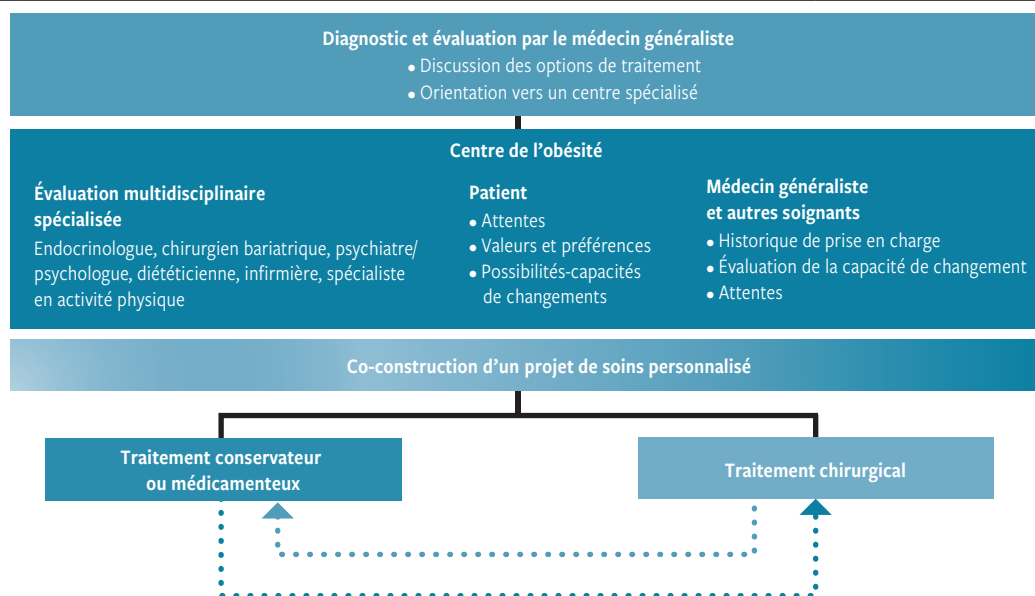 Diagnostic et évaluation par le médecin généraliste
• Discussion des options de traitement
• Orientation vers un centre spécialisé
Centre de l’obésité
Évaluation multidisciplinaire
spécialisée
Endocrinologue, chirurgien bariatrique, psychiatre/
psychologue, diététicienne, infirmière, spécialiste
en activité physique
Patient
• Attentes
• Valeurs et préférences
• Possibilités-capacités
de changements
Médecin généraliste
et autres soignants
• Historique de prise en charge
• Évaluation de la capacité de changement
• Attentes
Co-construction d’un projet de soins personnalisé
Traitement conservateur
ou médicamenteux
Traitement chirurgical